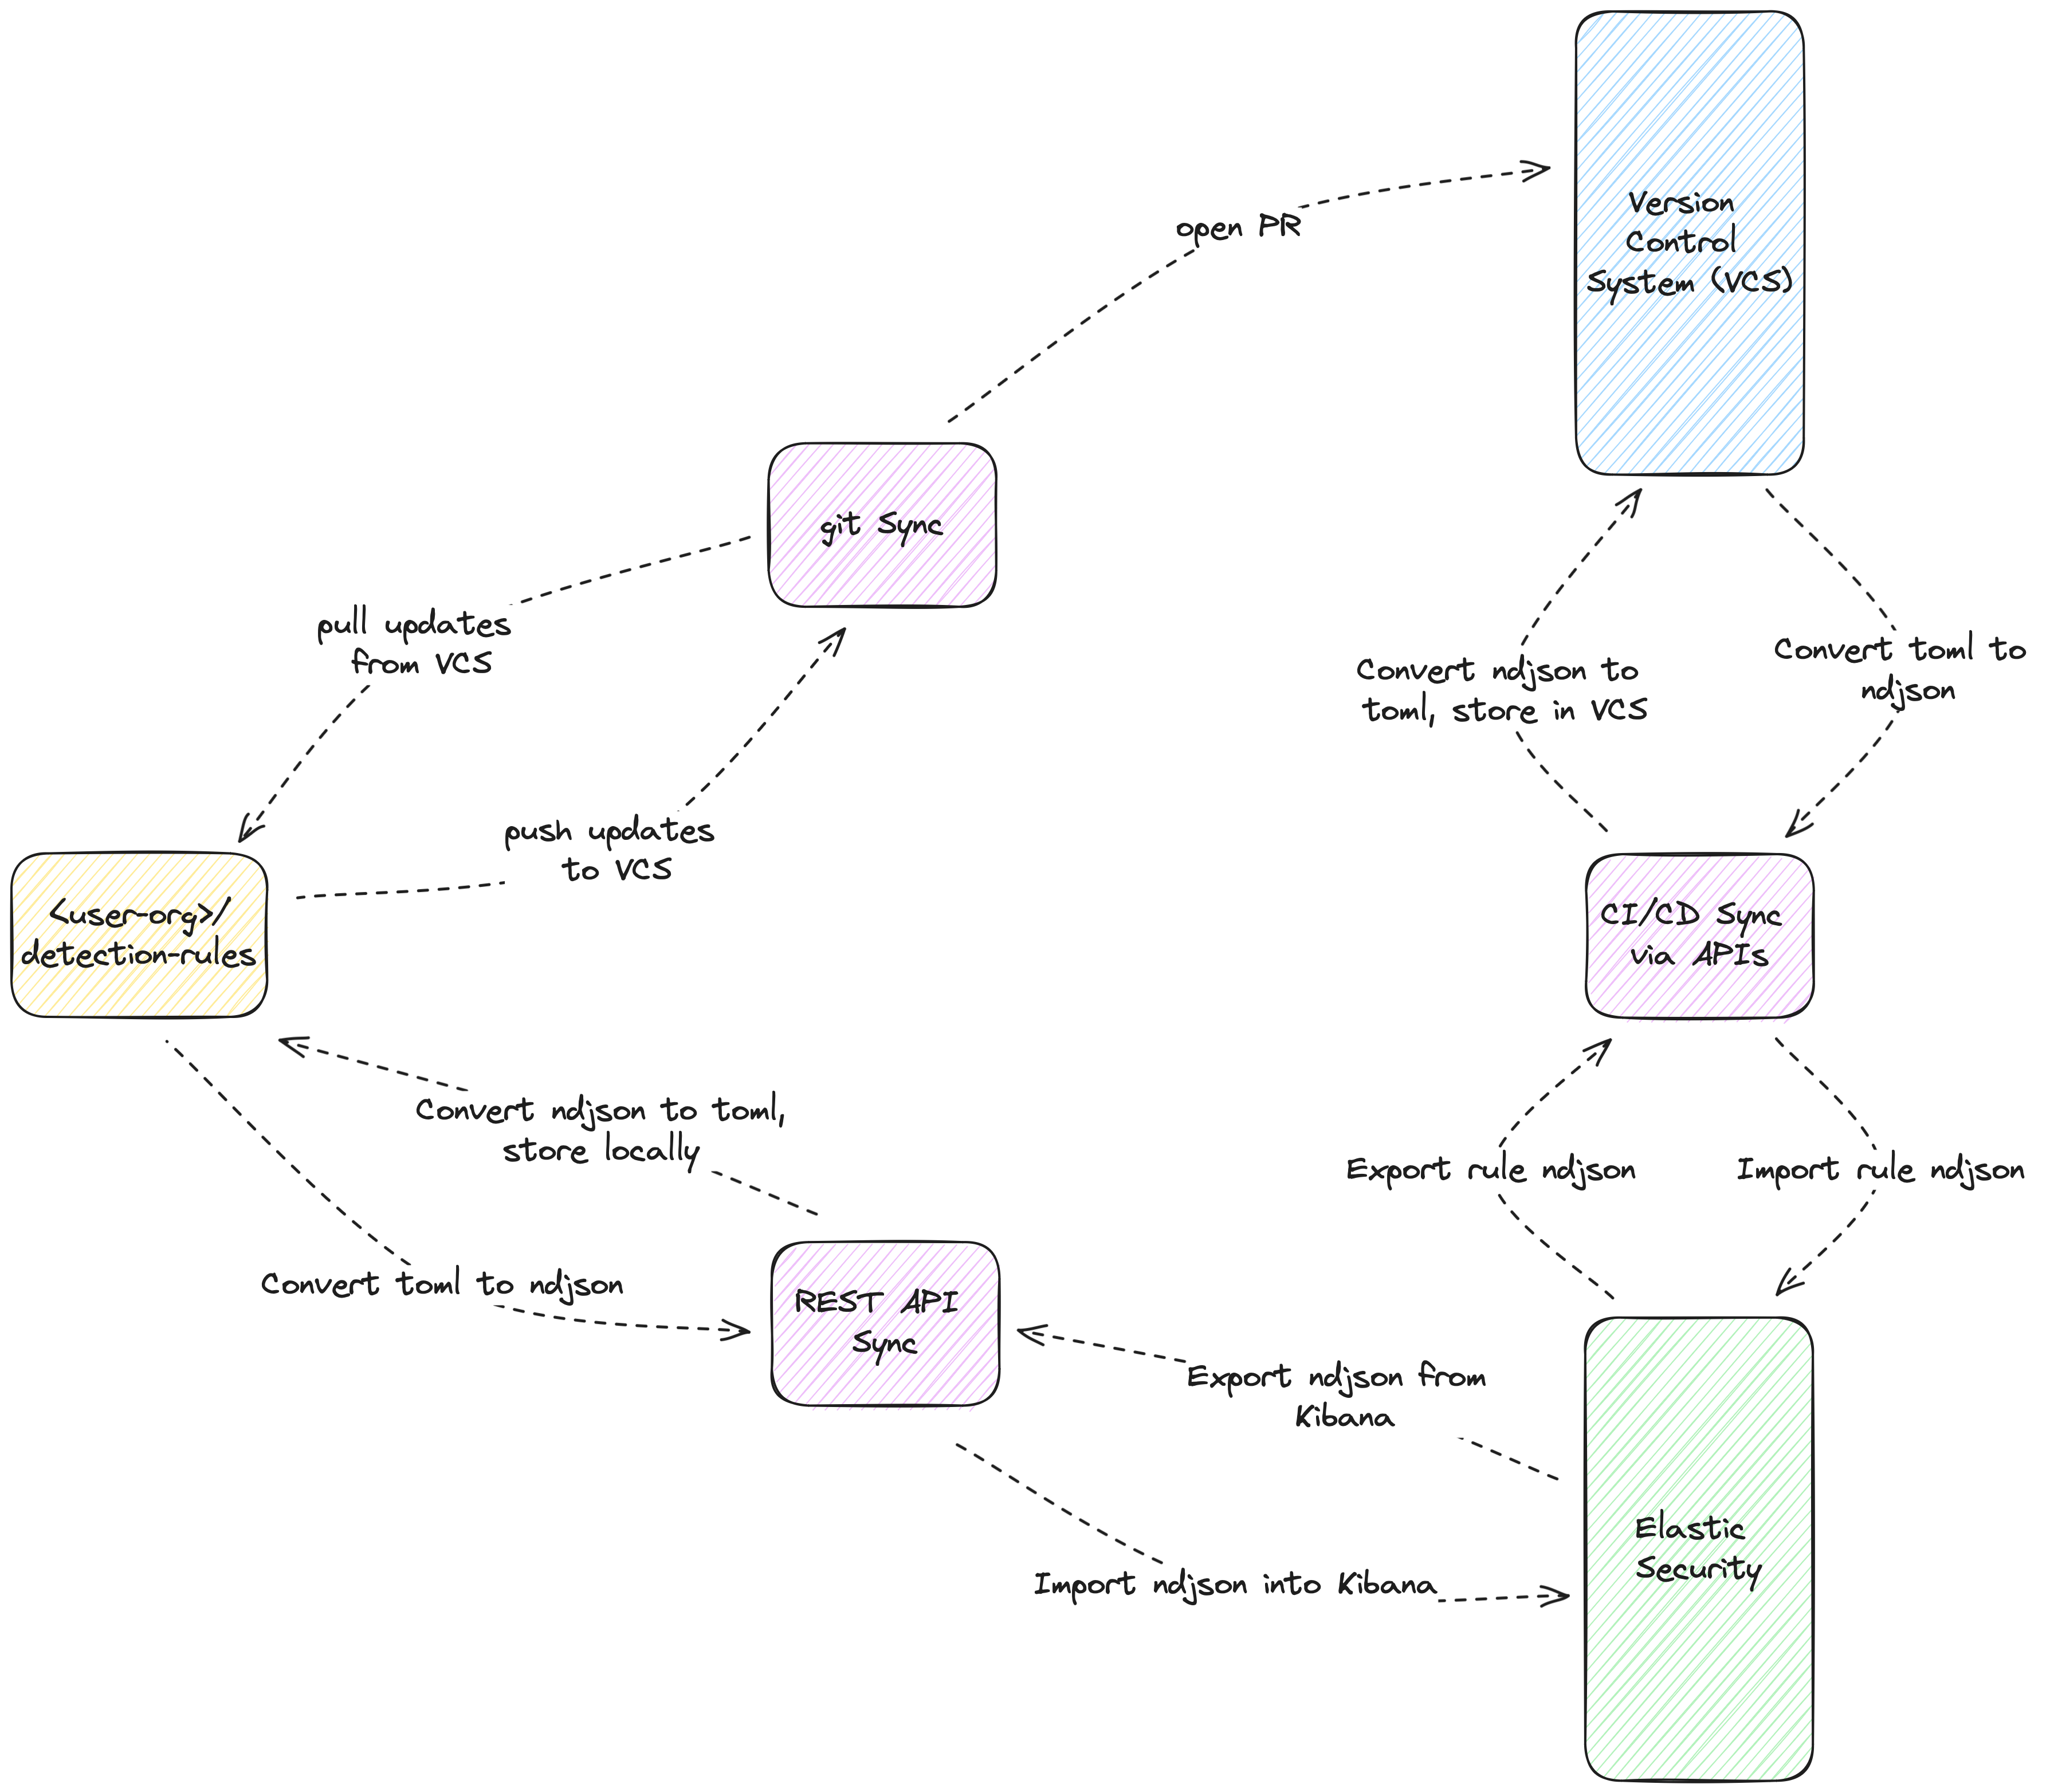 Version
Control
System (VCS)
open PR
git Sync
pull updates
from VCS
push updates
to VCS
Convert ndjson to
toml, store in VCS
Convert toml to
ndjson
<user-org>/
detection-rules
CI/CD Sync
via APIs
Convert ndjson to toml,
store locally
Export rule ndjson
Import rule ndjson
Convert toml to ndjson
REST API
Sync
Export ndjson from
Kibana
Import ndjson into Kibana
Elastic
Security